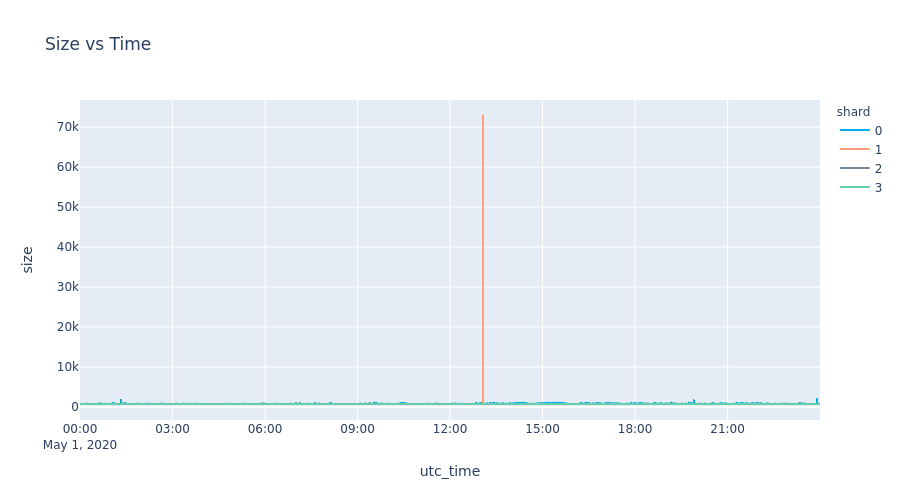 Size vs Time
shard
0
1
2
3
size
70k
60k
50k
40k
30k
20k
10k
0
00:00
03:00
06:00
09:00
12:00
15:00
18:00
21:00
May 1, 2020
utc_time